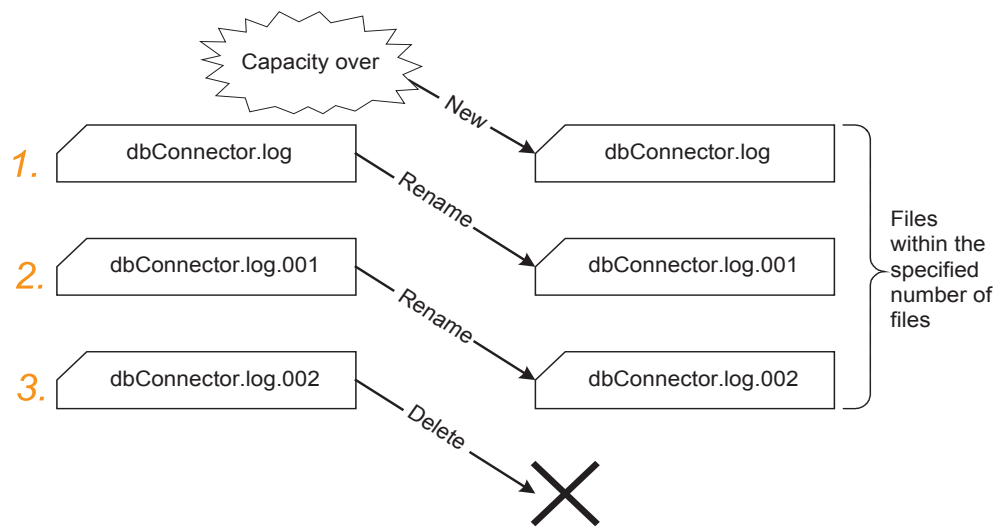 Capacity over
New
1.
dbConnector.log
dbConnector.log
Rename
2.
dbConnector.log.001
dbConnector.log.001
Rename
3.
dbConnector.log.002
dbConnector.log.002
Delete
Files
within the
specified
number of
files